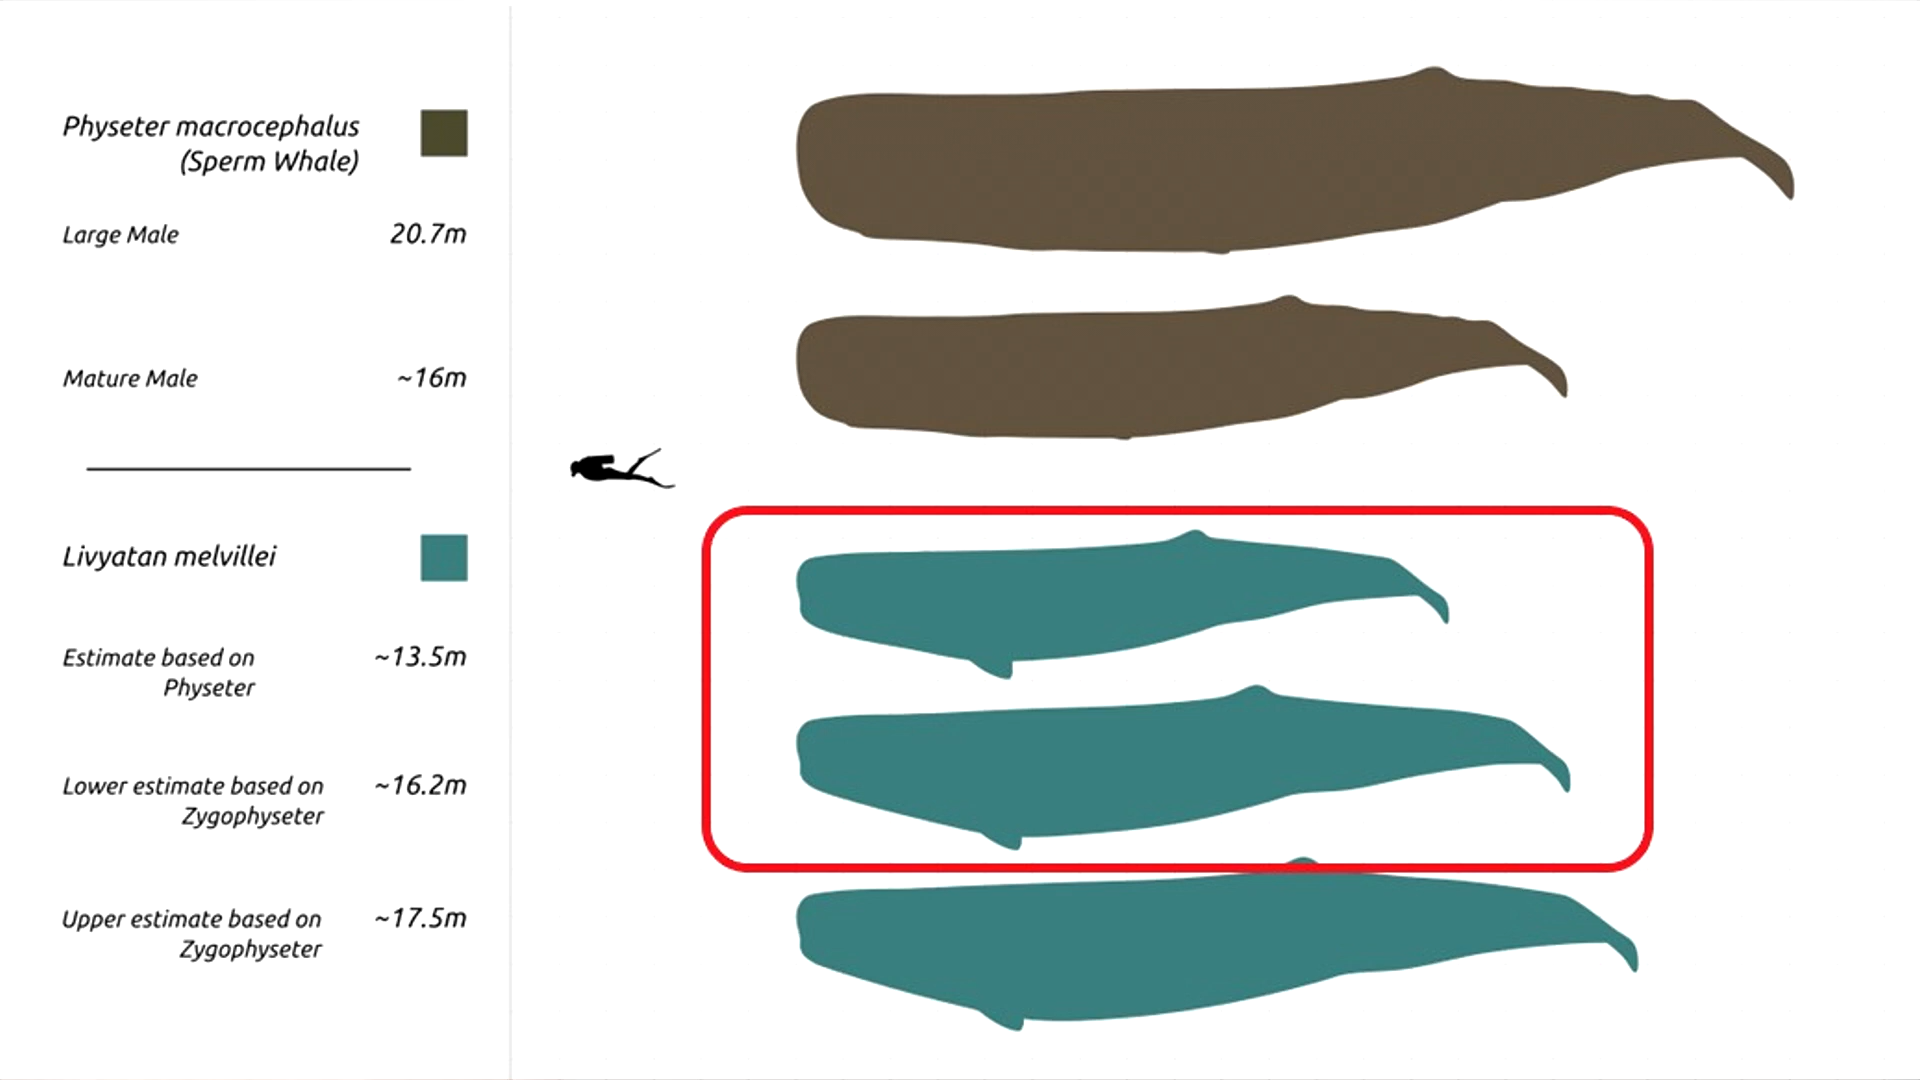 Physeter macrocephalus
(Sperm Whale)
Large Male 20.7m
Mature Male ~16m
Livyatan melvillei
Estimate based on ~13.5m
Physeter
Lower estimate based on ~16.2m
Zygophyseter
Upper estimate based on ~17.5m
Zygophyseter